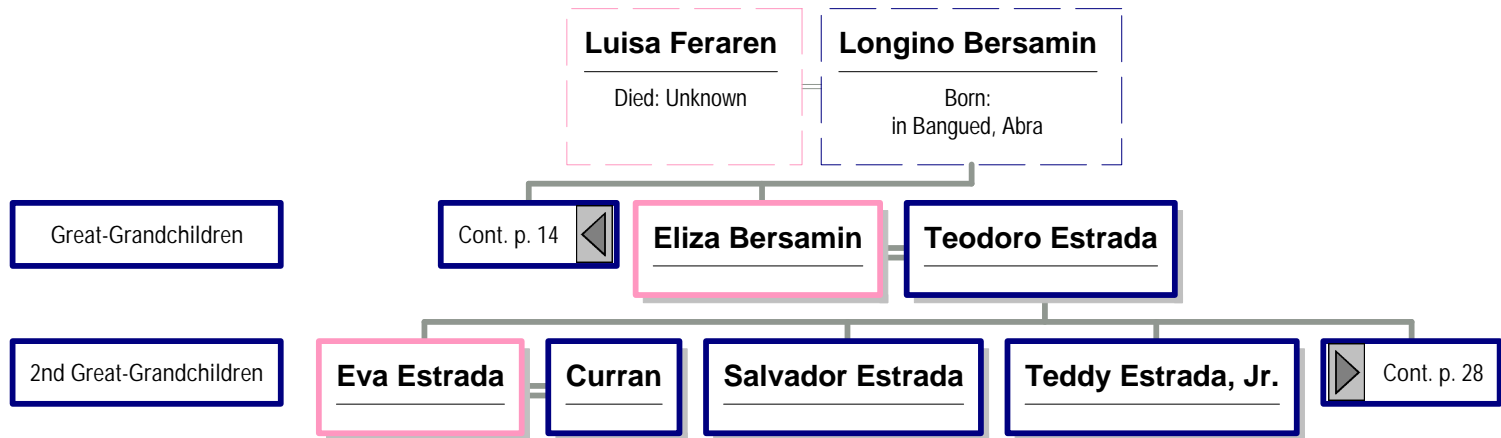 Luisa Feraren
Died: Unknown
Longino Bersamin
Born:
in Bangued, Abra
Great-Grandchildren
Cont. p. 14
Eliza Bersamin
Teodoro Estrada
2nd Great-Grandchildren
Eva Estrada
Curran
Salvador Estrada
Teddy Estrada, Jr.
Cont. p. 28